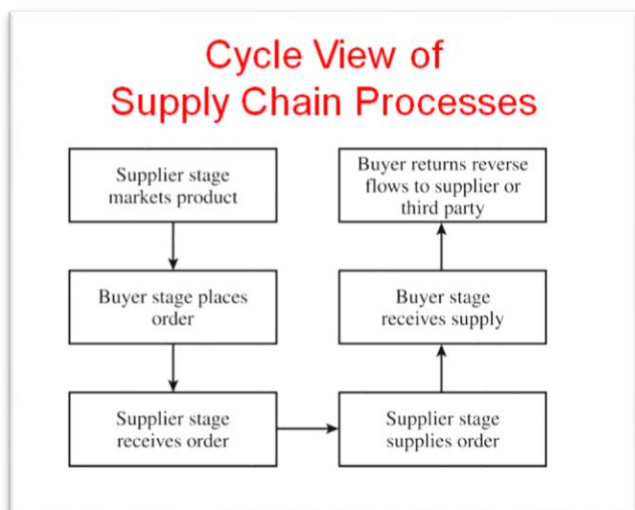 Cycle View of
Supply Chain Processes
Supplier stage
markets product
Buyer stage places
order
Supplier stage
receives order
Supplier stage
supplies order
Buyer stage
receives supply
Buyer returns reverse
flows to supplier or
third party